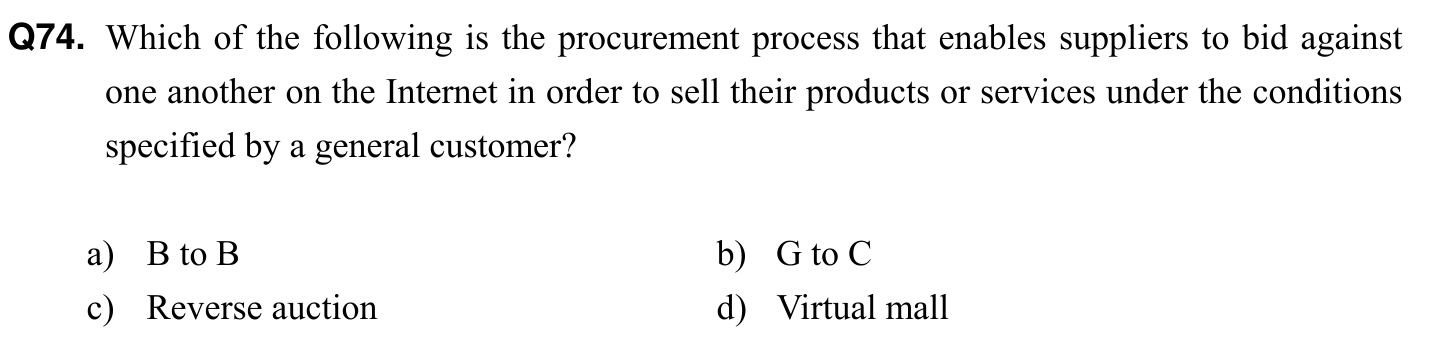 Q74. Which of the following is the procurement process that enables suppliers to bid against
one another on the Internet in order to sell their products or services under the conditions
specified by a general customer?
a) B to B b) G to C
c) Reverse auction d) Virtual mall